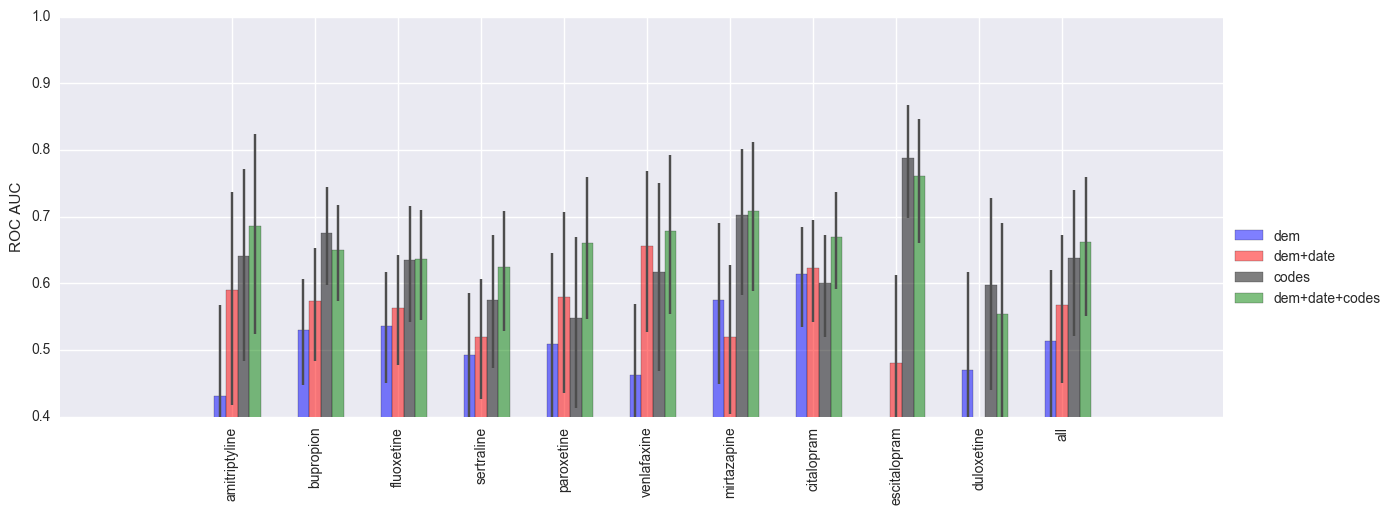 1.0
0.9
0.8
0.7
0.6
0.5
0.4
ROC AUC
amitriptyline
bupropion
fluoxetine
sertraline
paroxetine
venlafaxine
mirtazapine
citalopram
escitalopram
duloxetine
all
dem
dem+date
codes
dem+date+codes